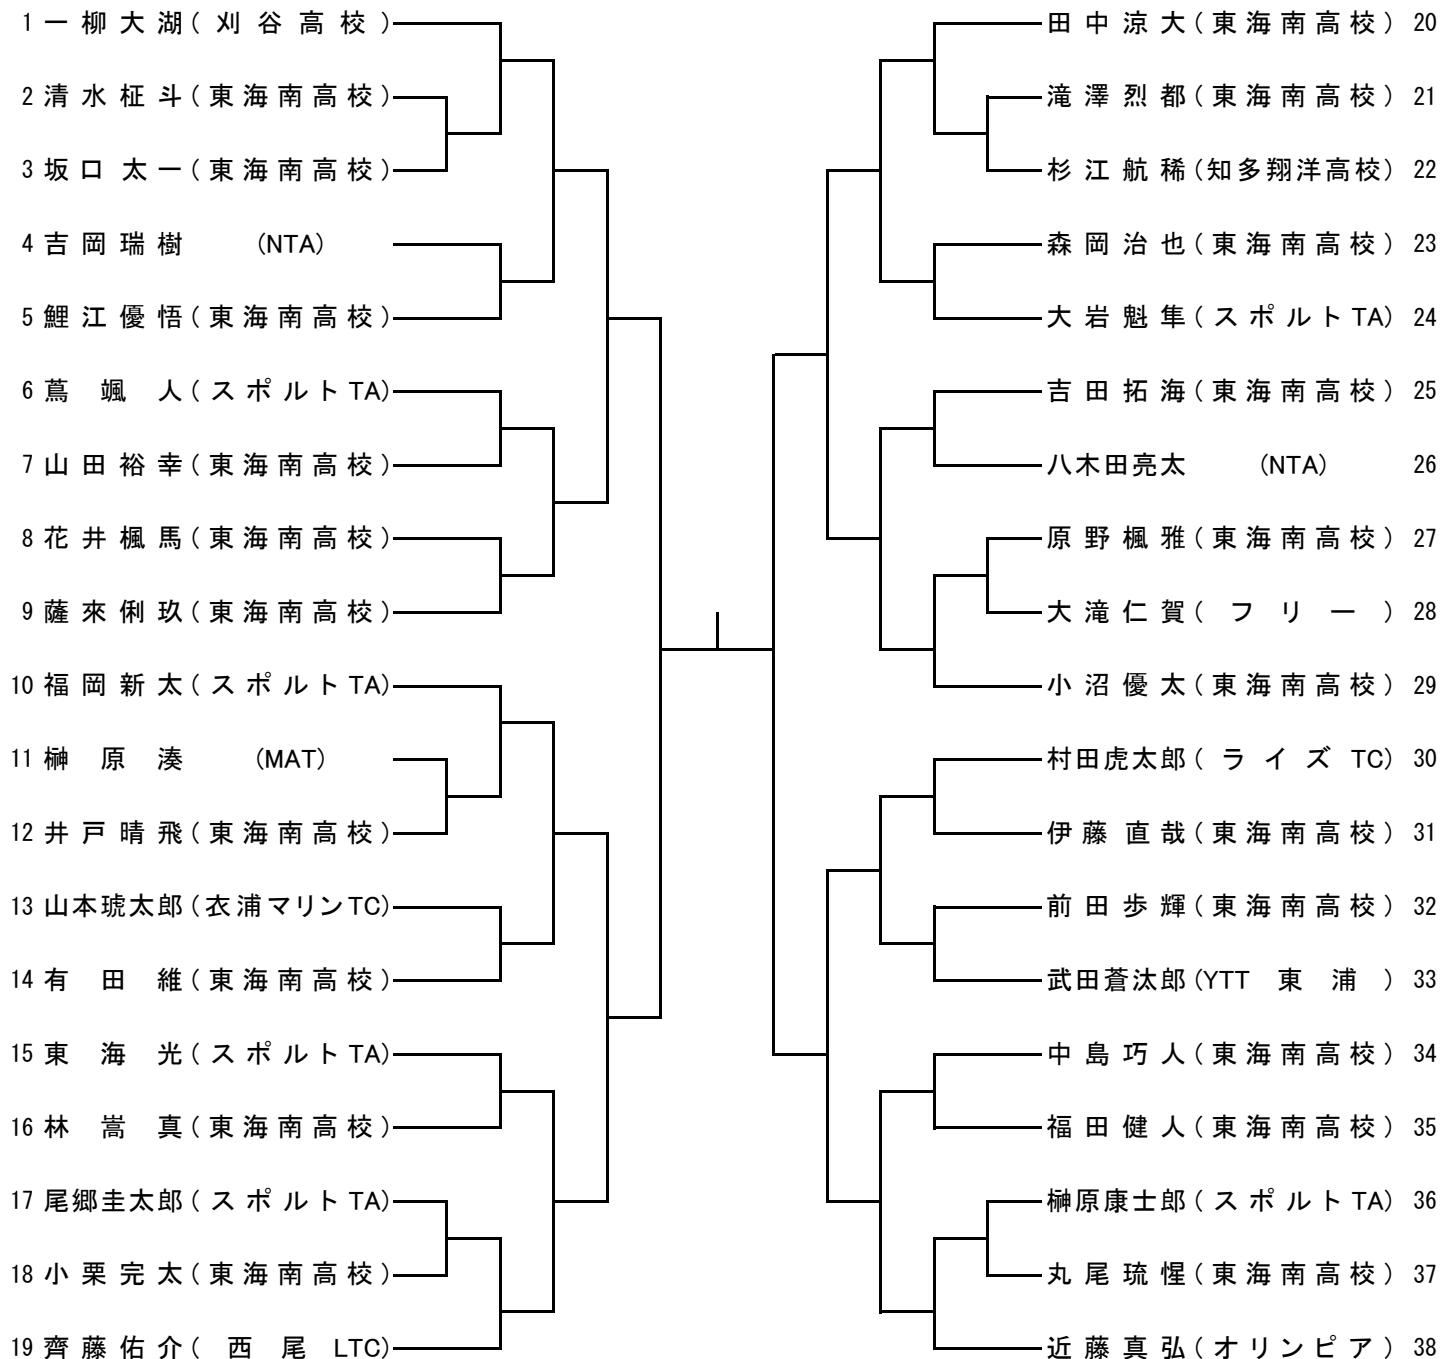 1 一柳大湖(刈谷高校)
2 清水柾斗(東海南高校)
3 坂口太一(東海南高校)
4 吉岡瑞樹 (NTA)
5 鯉江優悟(東海南高校)
6 蔦颯人(スポルトTA)
7 山田裕幸(東海南高校)
8 花井楓馬(東海南高校)
9 薩來俐玖(東海南高校)
10 福岡新太(スポルトTA)
11 榊原湊 (MAT)
12 井戸晴飛(東海南高校)
13 山本琥太郎(衣浦マリンTC)
14 有田維(東海南高校)
15 東海光(スポルトTA)
16 林嵩真(東海南高校)
17 尾郷圭太郎(スポルトTA)
18 小栗完太(東海南高校)
19 齊藤佑介(西尾LTC)
田中涼大(東海南高校) 20
滝澤烈都(東海南高校) 21
杉江航稀(知多翔洋高校) 22
森岡治也(東海南高校) 23
大岩魁隼(スポルトTA) 24
吉田拓海(東海南高校) 25
八木田亮太 (NTA) 26
原野楓雅(東海南高校) 27
大滝仁賀(フリー) 28
小沼優太(東海南高校) 29
村田虎太郎(ライズTC) 30
伊藤直哉(東海南高校) 31
前田歩輝(東海南高校) 32
武田蒼汰郎(YTT東浦) 33
中島巧人(東海南高校) 34
福田健人(東海南高校) 35
榊原康士郎(スポルトTA) 36
丸尾琉惺(東海南高校) 37
近藤真弘(オリンピア) 38